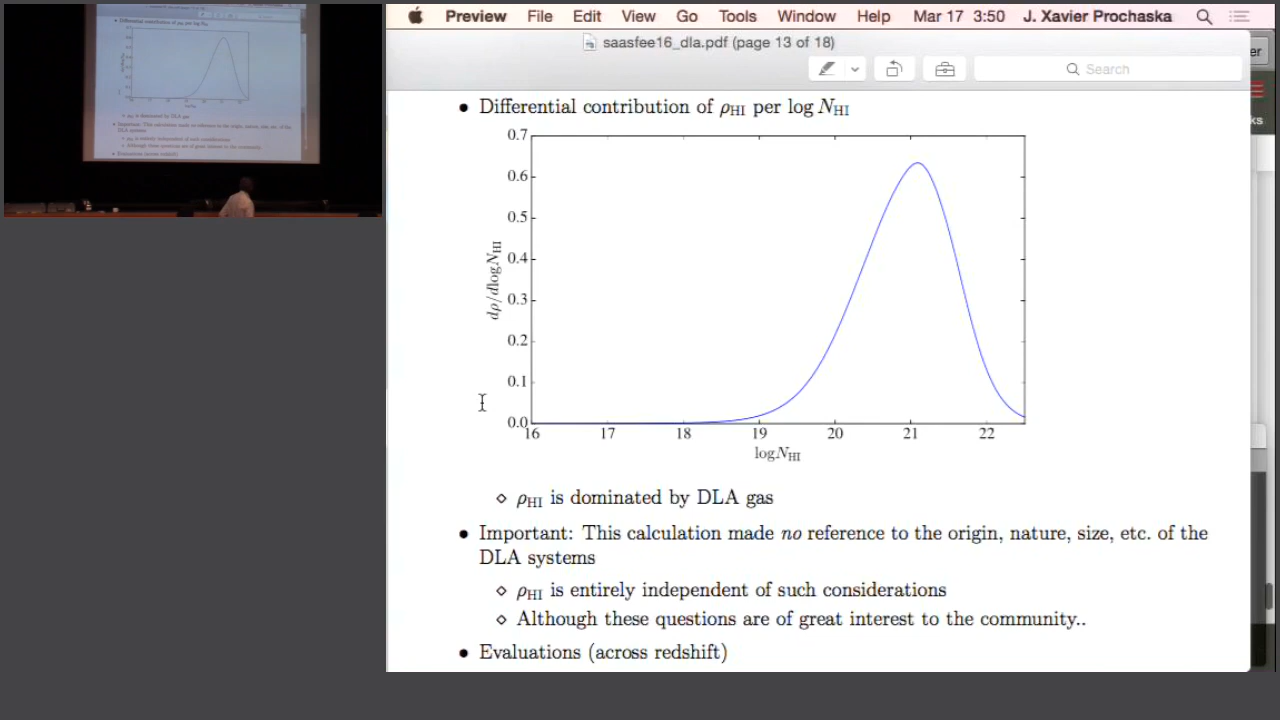 Preview File Edit View Go Tools Window Help Mar 17 3:50 J. Xavier Prochaska
saasfee16_dla.pdf (page 13 of 18)
Search
er
ks
• Differential contribution of ρHI per log NHI
0.7
0.6
0.5
0.4
0.3
0.2
0.1
0.0
dρ/dlogNHI
16 17 18 19 20 21 22
logNHI
⋄ ρHI is dominated by DLA gas
• Important: This calculation made no reference to the origin, nature, size, etc. of the
DLA systems
⋄ ρHI is entirely independent of such considerations
⋄ Although these questions are of great interest to the community..
• Evaluations (across redshift)